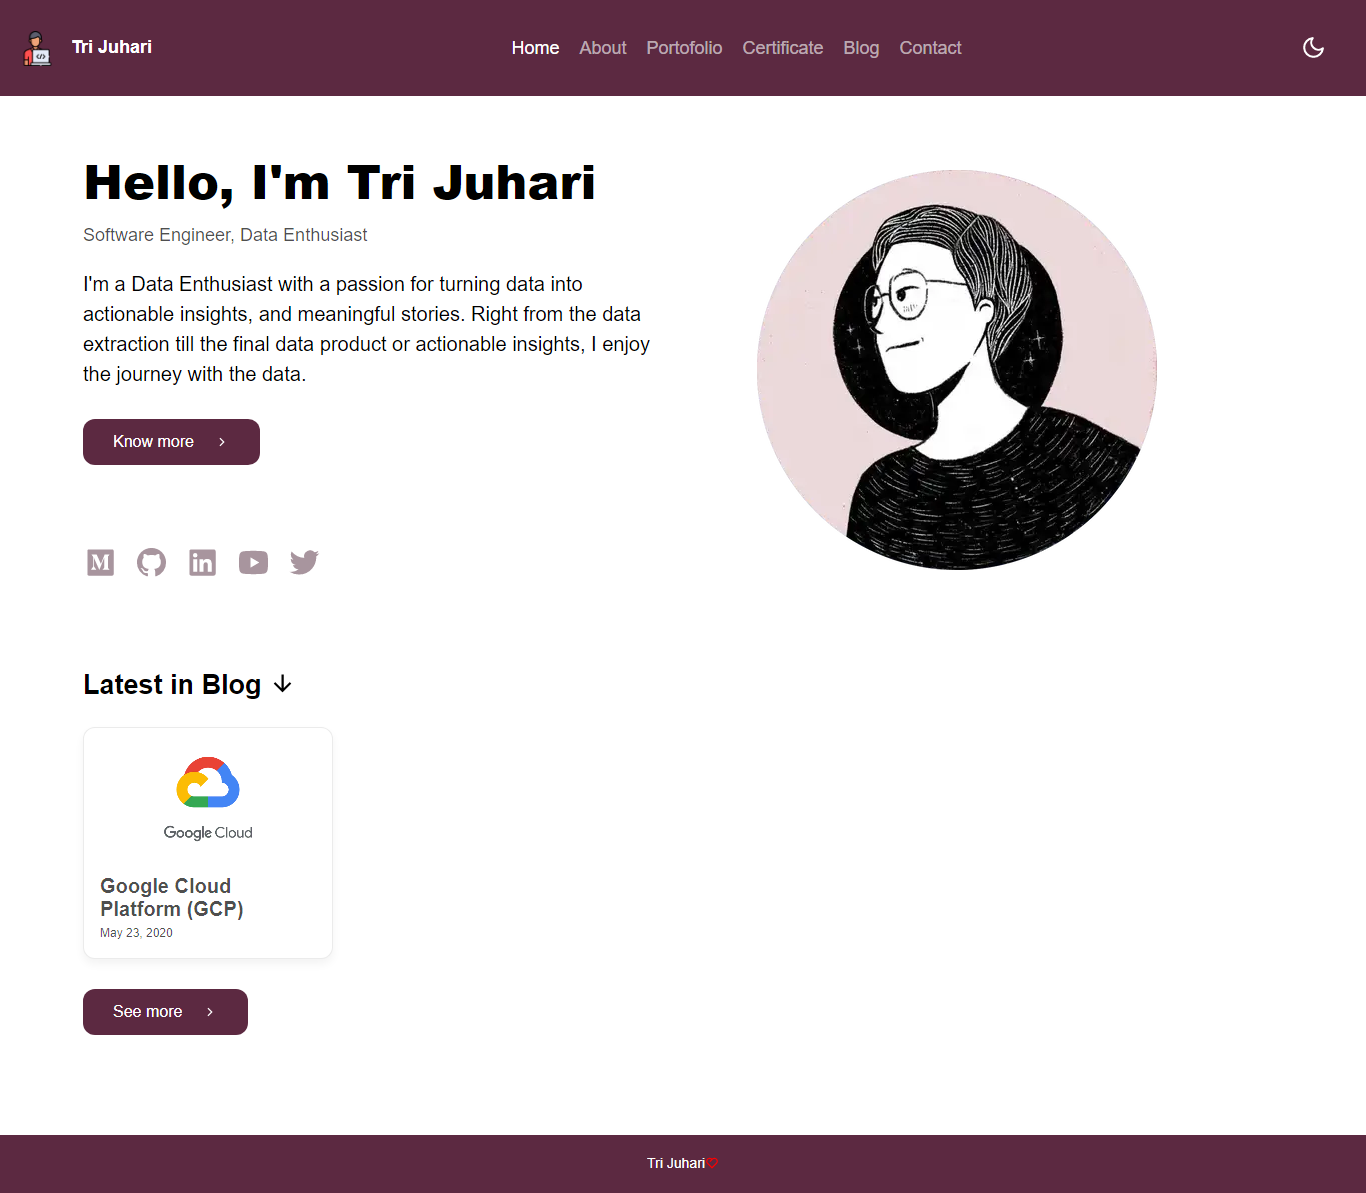 Tri Juhari
Home About Portofolio Certificate Blog Contact
Hello, I'm Tri Juhari
Software Engineer, Data Enthusiast
I'm a Data Enthusiast with a passion for turning data into
actionable insights, and meaningful stories. Right from the data
extraction till the final data product or actionable insights, I enjoy
the journey with the data.
Know more
Latest in Blog
Google Cloud
Google Cloud
Platform (GCP)
May 23, 2020
See more
Tri Juhari